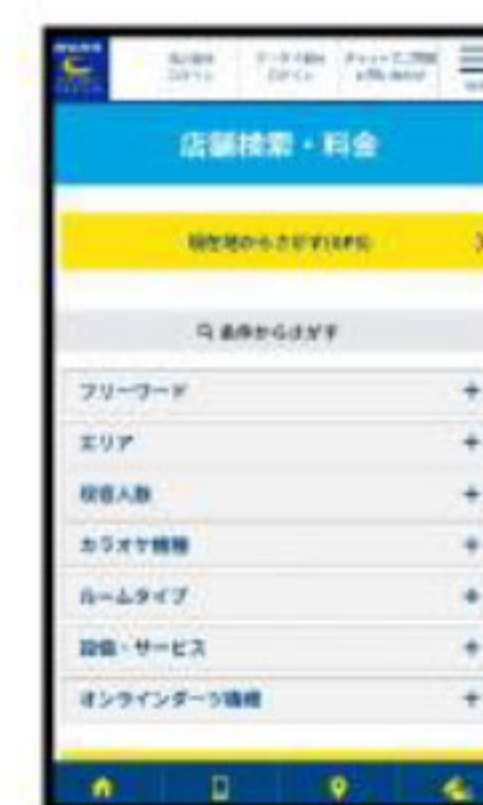 店舗検索・料金
現在地からさがす(GPS)
条件からさがす
フリーワード
エリア
収容人数
カラオケ機種
ルームタイプ
設備・サービス
オンラインダーツ機種